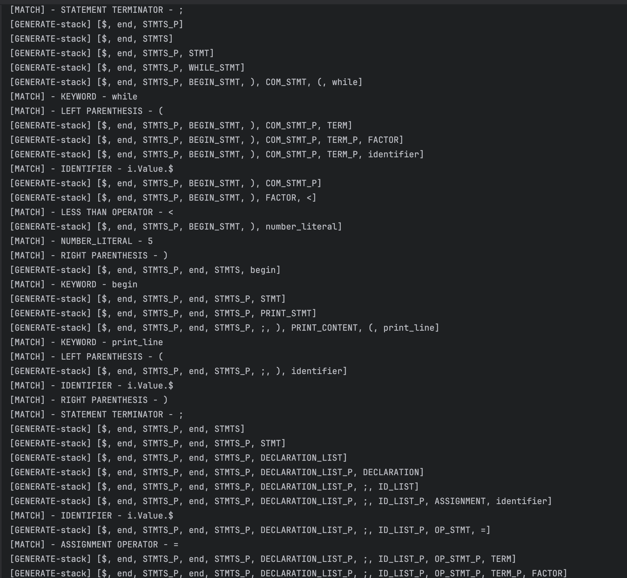 [MATCH] - STATEMENT TERMINATOR - ;
[GENERATE-stack] [$, end, STMTS_P]
[GENERATE-stack] [$, end, STMTS]
[GENERATE-stack] [$, end, STMTS_P, STMT]
[GENERATE-stack] [$, end, STMTS_P, WHILE_STMT]
[GENERATE-stack] [$, end, STMTS_P, BEGIN_STMT, ), COM_STMT, (, while]
[MATCH] - KEYWORD - while
[MATCH] - LEFT PARENTHESIS - (
[GENERATE-stack] [$, end, STMTS_P, BEGIN_STMT, ), COM_STMT_P, TERM]
[GENERATE-stack] [$, end, STMTS_P, BEGIN_STMT, ), COM_STMT_P, TERM_P, FACTOR]
[GENERATE-stack] [$, end, STMTS_P, BEGIN_STMT, ), COM_STMT_P, TERM_P, identifier]
[MATCH] - IDENTIFIER - i.Value.$
[GENERATE-stack] [$, end, STMTS_P, BEGIN_STMT, ), COM_STMT_P]
[GENERATE-stack] [$, end, STMTS_P, BEGIN_STMT, ), FACTOR, <]
[MATCH] - LESS THAN OPERATOR - <
[GENERATE-stack] [$, end, STMTS_P, BEGIN_STMT, ), number_literal]
[MATCH] - NUMBER_LITERAL - 5
[MATCH] - RIGHT PARENTHESIS - )
[GENERATE-stack] [$, end, STMTS_P, end, STMTS, begin]
[MATCH] - KEYWORD - begin
[GENERATE-stack] [$, end, STMTS_P, end, STMTS_P, STMT]
[GENERATE-stack] [$, end, STMTS_P, end, STMTS_P, PRINT_STMT]
[GENERATE-stack] [$, end, STMTS_P, end, STMTS_P, ;, ), PRINT_CONTENT, (, print_line]
[MATCH] - KEYWORD - print_line
[MATCH] - LEFT PARENTHESIS - (
[GENERATE-stack] [$, end, STMTS_P, end, STMTS_P, ;, ), identifier]
[MATCH] - IDENTIFIER - i.Value.$
[MATCH] - RIGHT PARENTHESIS - )
[MATCH] - STATEMENT TERMINATOR - ;
[GENERATE-stack] [$, end, STMTS_P, end, STMTS]
[GENERATE-stack] [$, end, STMTS_P, end, STMTS_P, STMT]
[GENERATE-stack] [$, end, STMTS_P, end, STMTS_P, DECLARATION_LIST]
[GENERATE-stack] [$, end, STMTS_P, end, STMTS_P, DECLARATION_LIST_P, DECLARATION]
[GENERATE-stack] [$, end, STMTS_P, end, STMTS_P, DECLARATION_LIST_P, ;, ID_LIST]
[GENERATE-stack] [$, end, STMTS_P, end, STMTS_P, DECLARATION_LIST_P, ;, ID_LIST_P, ASSIGNMENT, identifier]
[MATCH] - IDENTIFIER - i.Value.$
[GENERATE-stack] [$, end, STMTS_P, end, STMTS_P, DECLARATION_LIST_P, ;, ID_LIST_P, OP_STMT, =]
[MATCH] - ASSIGNMENT OPERATOR - =
[GENERATE-stack] [$, end, STMTS_P, end, STMTS_P, DECLARATION_LIST_P, ;, ID_LIST_P, OP_STMT_P, TERM]
[GENERATE-stack] [$, end, STMTS_P, end, STMTS_P, DECLARATION_LIST_P, ;, ID_LIST_P, OP_STMT_P, TERM_P, FACTOR]